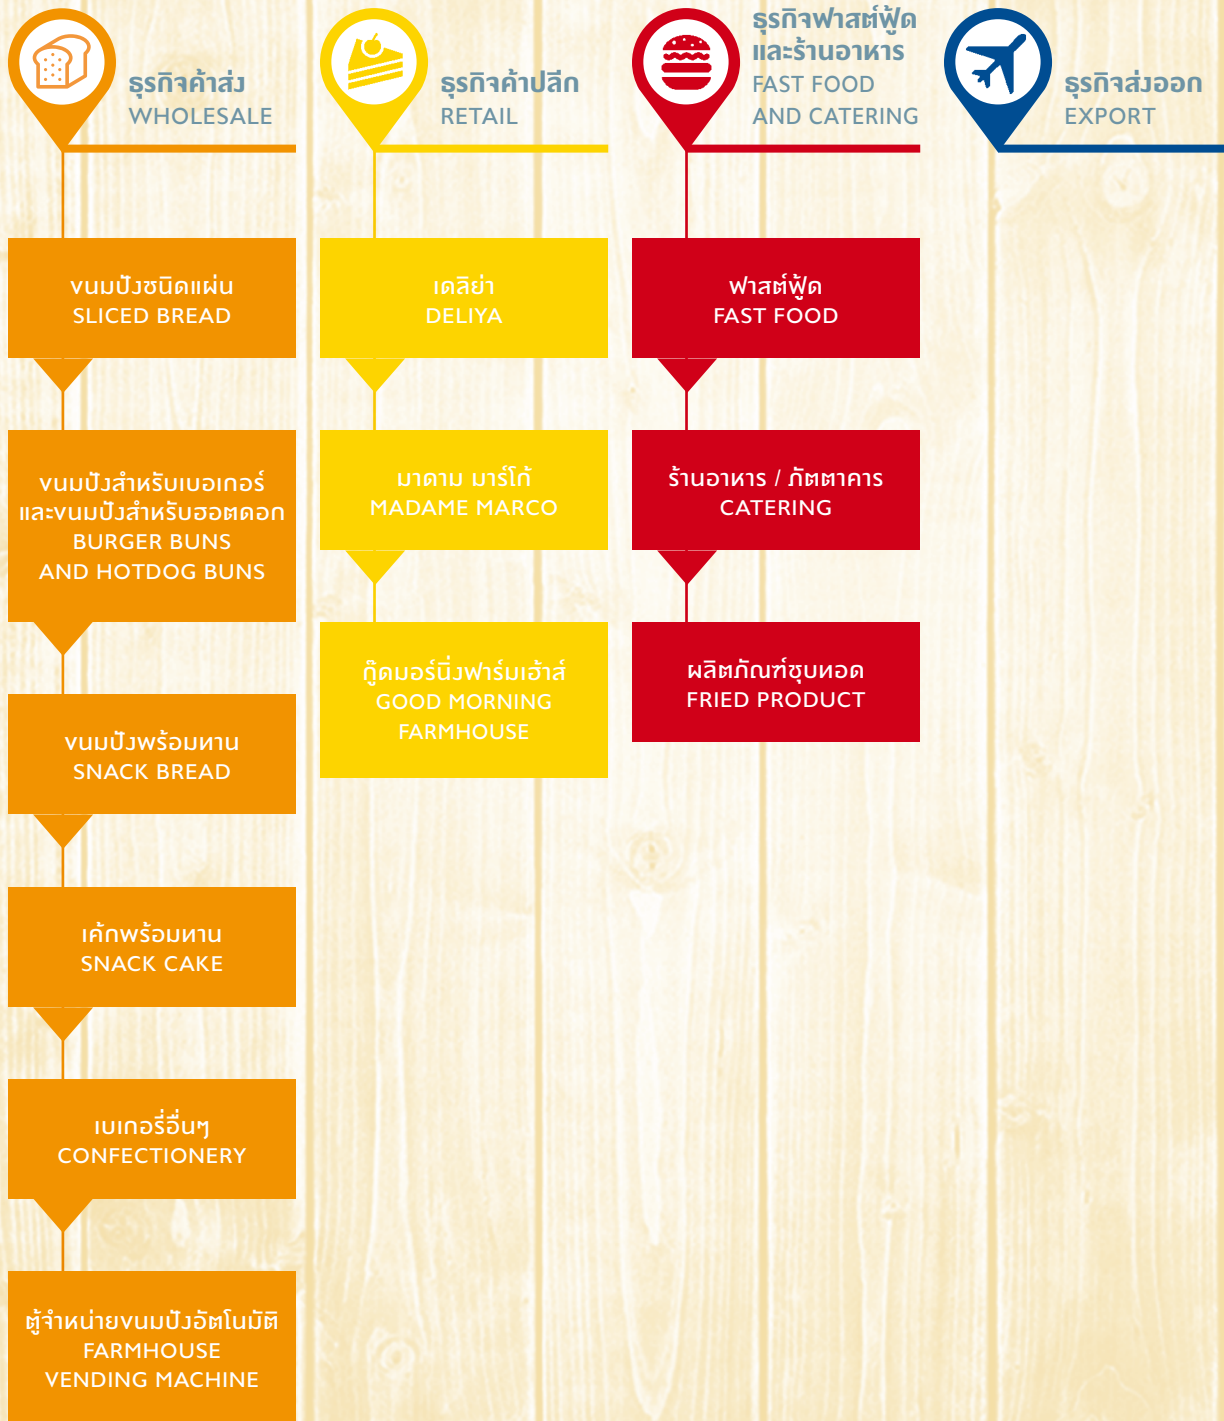 ธุรกิจค้าส่ง
WHOLESALE
ขนมปังชนิดแผ่น
SLICED BREAD
ขนมปังสำหรับเบอเกอร์
และขนมปังสำหรับฮอตดอก
BURGER BUNS
AND HOTDOG BUNS
ขนมปังพร้อมทาน
SNACK BREAD
เค้กพร้อมทาน
SNACK CAKE
เบเกอรี่อื่นๆ
CONFECTIONERY
ตู้จำหน่ายขนมปังอัตโนมัติ
FARMHOUSE
VENDING MACHINE
ธุรกิจค้าปลีก
RETAIL
เดลิย่า
DELIYA
มาดาม มาร์โก้
MADAME MARCO
กู๊ดมอร์นิ่งฟาร์มเฮ้าส์
GOOD MORNING
FARMHOUSE
ธุรกิจฟาสต์ฟู้ด
และร้านอาหาร
FAST FOOD
AND CATERING
ฟาสต์ฟู้ด
FAST FOOD
ร้านอาหาร / ภัตตาคาร
CATERING
ผลิตภัณฑ์ชุบทอด
FRIED PRODUCT
ธุรกิจส่งออก
EXPORT